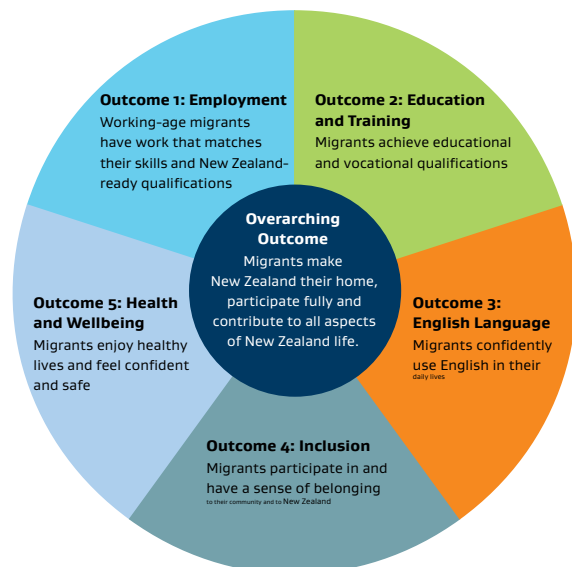 Outcome 1: Employment
Working-age migrants
have work that matches
their skills and New Zealand-
ready qualifications
Outcome 2: Education
and Training
Migrants achieve educational
and vocational qualifications
Overarching
Outcome
Migrants make
New Zealand their home,
participate fully and
contribute to all aspects
of New Zealand life.
Outcome 3:
English Language
Migrants confidently
use English in their
daily lives
Outcome 4: Inclusion
Migrants participate in and
have a sense of belonging
to their community and to New Zealand
Outcome 5: Health
and Wellbeing
Migrants enjoy healthy
lives and feel confident
and safe